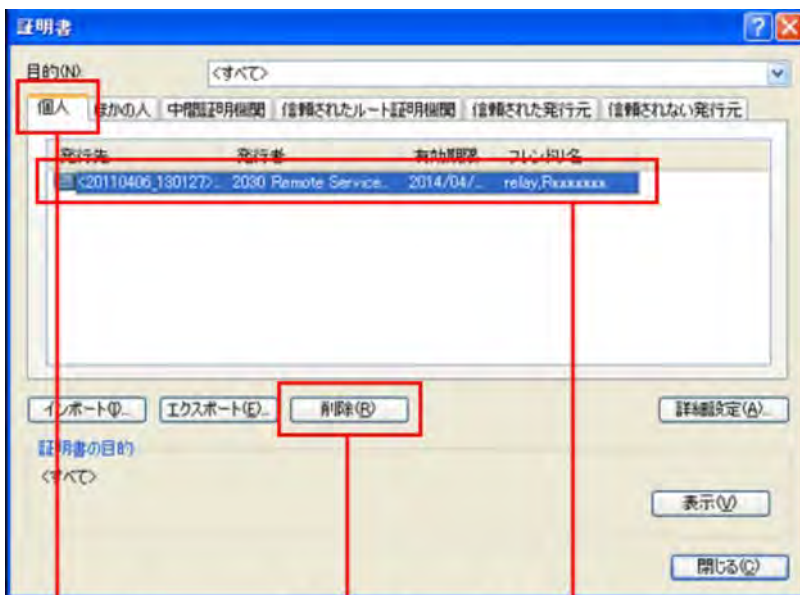 証明書
目的(N)
<すべて>
個人 ほかの人 中間証明機関 信頼されたルート証明機関 信頼された発行元 信頼されない発行元
発行先 発行者 有効期限 フレンドリ名
<20110406_130127>... 2030 Remote Service... 2014/04/... relay,Rxxxxxxx
インポート(I)... エクスポート(E)... 削除(R) 詳細設定(A)...
証明書の目的
<すべて>
表示(V)
閉じる(C)